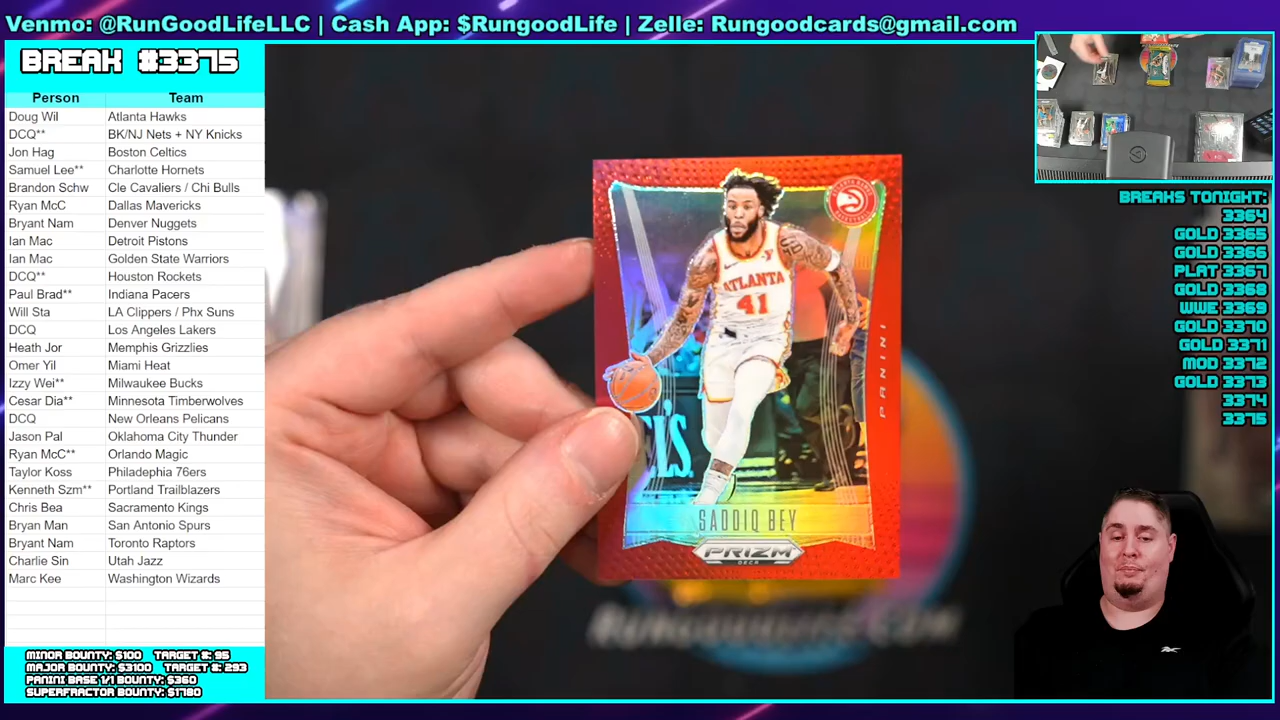 Venmo: @RunGoodLifeLLC | Cash App: $RungoodLife | Zelle: Rungoodcards@gmail.com
BREAK #3375
Person Team
Doug Wil Atlanta Hawks
DCQ** BK/NJ Nets + NY Knicks
Jon Hag Boston Celtics
Samuel Lee** Charlotte Hornets
Brandon Schw Cle Cavaliers / Chi Bulls
Ryan McC Dallas Mavericks
Bryant Nam Denver Nuggets
Ian Mac Detroit Pistons
Ian Mac Golden State Warriors
DCQ** Houston Rockets
Paul Brad** Indiana Pacers
Will Sta LA Clippers / Phx Suns
DCQ Los Angeles Lakers
Heath Jor Memphis Grizzlies
Omer Yil Miami Heat
Izzy Wei** Milwaukee Bucks
Cesar Dia** Minnesota Timberwolves
DCQ New Orleans Pelicans
Jason Pal Oklahoma City Thunder
Ryan McC** Orlando Magic
Taylor Koss Philadephia 76ers
Kenneth Szm** Portland Trailblazers
Chris Bea Sacramento Kings
Bryan Man San Antonio Spurs
Bryant Nam Toronto Raptors
Charlie Sin Utah Jazz
Marc Kee Washington Wizards
MINOR BOUNTY: $100 TARGET #: 95
MAJOR BOUNTY: $3100 TARGET #: 293
PANINI BASE 1/1 BOUNTY: $360
SUPERFRACTOR BOUNTY: $1780
ATLANTA
41
PANINI
SADDIQ BEY
PRIZM
DECA
BREAKS TONIGHT:
3364
GOLD 3365
GOLD 3366
PLAT 3367
GOLD 3368
WWE 3369
GOLD 3370
GOLD 3371
MOD 3372
GOLD 3373
3374
3375